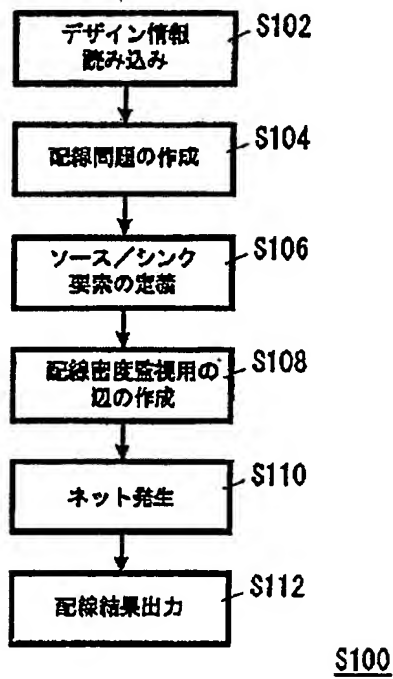 デザイン情報
読み込み
S102
配線問題の作成
S104
ソース／シンク
要素の定義
S106
配線密度監視用の
辺の作成
S108
ネット発生
S110
配線結果出力
S112
S100